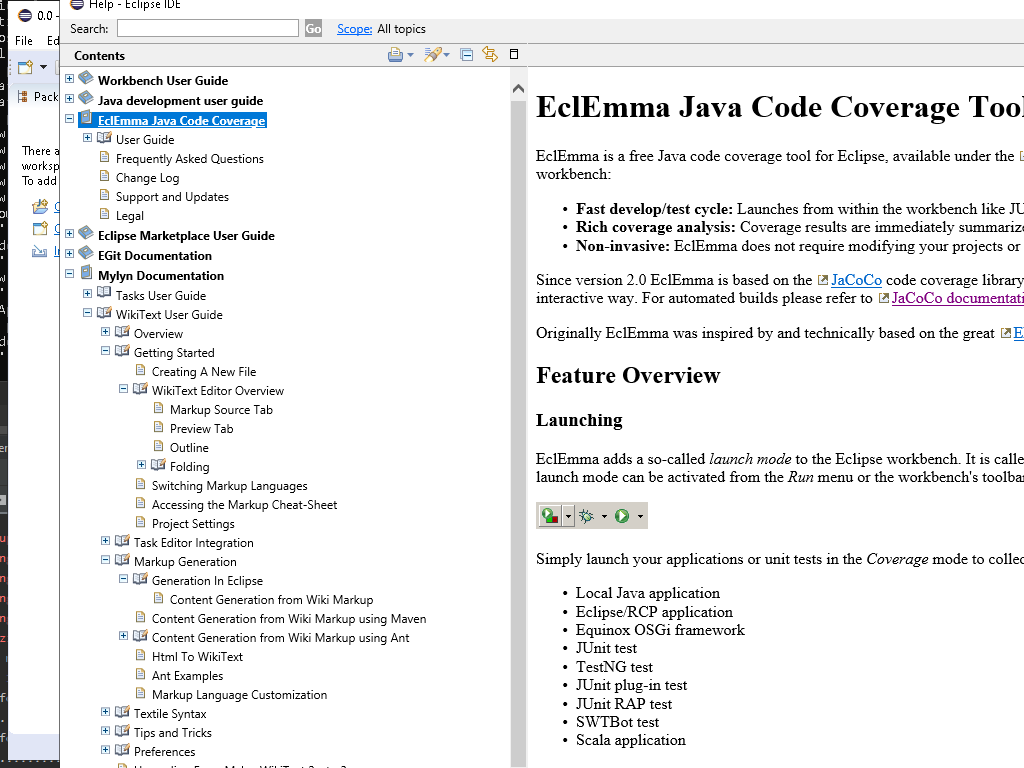 Help - Eclipse IDE
0.0 -
Search:
Go
Scope: All topics
File Ed
Contents
Pack
There a
worksp
To add
Workbench User Guide
Java development user guide
EclEmma Java Code Coverage
User Guide
Frequently Asked Questions
Change Log
Support and Updates
Legal
Eclipse Marketplace User Guide
EGit Documentation
Mylyn Documentation
Tasks User Guide
WikiText User Guide
Overview
Getting Started
Creating A New File
WikiText Editor Overview
Markup Source Tab
Preview Tab
Outline
Folding
Switching Markup Languages
Accessing the Markup Cheat-Sheet
Project Settings
Task Editor Integration
Markup Generation
Generation In Eclipse
Content Generation from Wiki Markup
Content Generation from Wiki Markup using Maven
Content Generation from Wiki Markup using Ant
Html To WikiText
Ant Examples
Markup Language Customization
Textile Syntax
Tips and Tricks
Preferences
EclEmma Java Code Coverage Tool
EclEmma is a free Java code coverage tool for Eclipse, available under the
workbench:
• Fast develop/test cycle: Launches from within the workbench like JU
• Rich coverage analysis: Coverage results are immediately summarize
• Non-invasive: EclEmma does not require modifying your projects or
Since version 2.0 EclEmma is based on the JaCoCo code coverage library
interactive way. For automated builds please refer to JaCoCo documentati
Originally EclEmma was inspired by and technically based on the great E
Feature Overview
Launching
EclEmma adds a so-called launch mode to the Eclipse workbench. It is calle
launch mode can be activated from the Run menu or the workbench's toolbar
Simply launch your applications or unit tests in the Coverage mode to collec
• Local Java application
• Eclipse/RCP application
• Equinox OSGi framework
• JUnit test
• TestNG test
• JUnit plug-in test
• JUnit RAP test
• SWTBot test
• Scala application